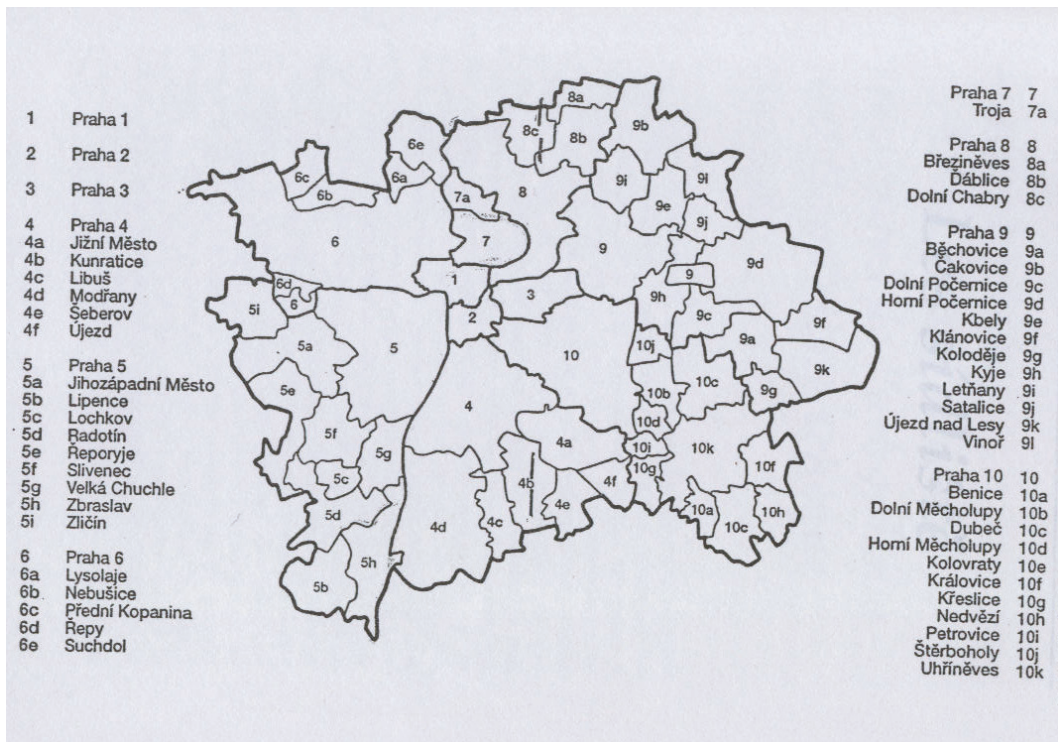 1 Praha 1
2 Praha 2
3 Praha 3
4 Praha 4
4a Jižní Město
4b Kunratice
4c Libuš
4d Modřany
4e Šeberov
4f Újezd
5 Praha 5
5a Jihozápadní Město
5b Lipence
5c Lochkov
5d Radotín
5e Řeporyje
5f Slivenec
5g Velká Chuchle
5h Zbraslav
5i Zličín
6 Praha 6
6a Lysolaje
6b Nebušice
6c Přední Kopanina
6d Řepy
6e Suchdol
8a
8c
8b
9b
6e
6c
6a
6b
7a
8
9i
9l
9e
9j
6
7
9
9d
1
9
6d
6
5i
3
9h
2
9c
9f
5a
5
10
10j
9a
9k
5e
10b
10c
9g
4
10d
5f
4a
10i
10k
5g
10g
10f
5c
4b
4f
4e
5d
4d
4c
10a
10c
10h
5h
5b
Praha 7 7
Troja 7a
Praha 8 8
Březiněves 8a
Ďáblice 8b
Dolní Chabry 8c
Praha 9 9
Běchovice 9a
Čakovice 9b
Dolní Počernice 9c
Horní Počernice 9d
Kbely 9e
Klánovice 9f
Koloděje 9g
Kyje 9h
Letňany 9i
Satalice 9j
Újezd nad Lesy 9k
Vinoř 9l
Praha 10 10
Benice 10a
Dolní Měcholupy 10b
Dubeč 10c
Horní Měcholupy 10d
Kolovraty 10e
Královice 10f
Křeslice 10g
Nedvězí 10h
Petrovice 10i
Štěrboholy 10j
Uhříněves 10k